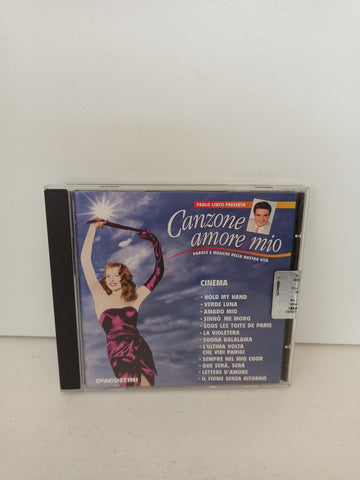 PAOLO LIMITI PRESENTA
Canzone
amore mio
PAROLE E MUSICHE DELLA NOSTRA VITA
CINEMA
- HOLD MY HAND
- VERDE LUNA
- AMADO MIO
- SINNÒ ME MORO
- SOUS LES TOITS DE PARIS
- LA VIOLETERA
- SUONA BALALAIKA
- L'ULTIMA VOLTA
CHE VIDI PARIGI
- SEMPRE NEL MIO CUOR
- QUE SERÀ, SERÀ
- LETTERE D'AMORE
- IL FIUME SENZA RITORNO
DEAGOSTINI